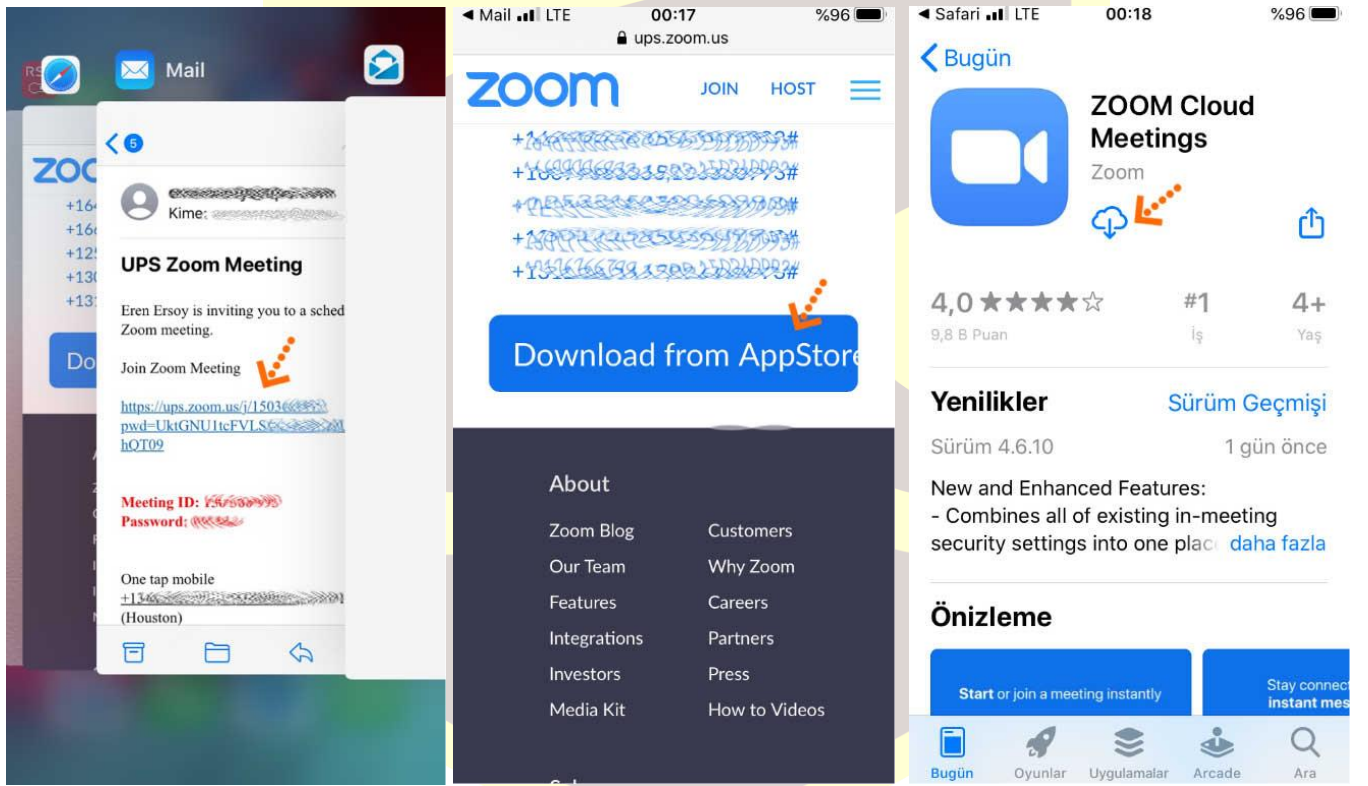 Mail
5
ZOO
+164
+166
+125
+130
+131
Do
Kime:
UPS Zoom Meeting
Eren Ersoy is inviting you to a sched
Zoom meeting.
Join Zoom Meeting
https://ups.zoom.us/j/1503
pwd=UktGNU1tcFVLS
hQT09
Meeting ID:
Password:
One tap mobile
(Houston)
Mail LTE 00:17 %96
ups.zoom.us
zoom JOIN HOST
Download from AppStore
About
Zoom Blog Customers
Our Team Why Zoom
Features Careers
Integrations Partners
Investors Press
Media Kit How to Videos
Safari LTE 00:18 %96
Bugün
ZOOM Cloud
Meetings
Zoom
4,0 ★★★★☆ #1 4+
9,8 B Puan İş Yaş
Yenilikler Sürüm Geçmişi
Sürüm 4.6.10 1 gün önce
New and Enhanced Features:
- Combines all of existing in-meeting
security settings into one plac daha fazla
Önizleme
Start or join a meeting instantly
Stay connect
instant mes
Bugün Oyunlar Uygulamalar Arcade Ara